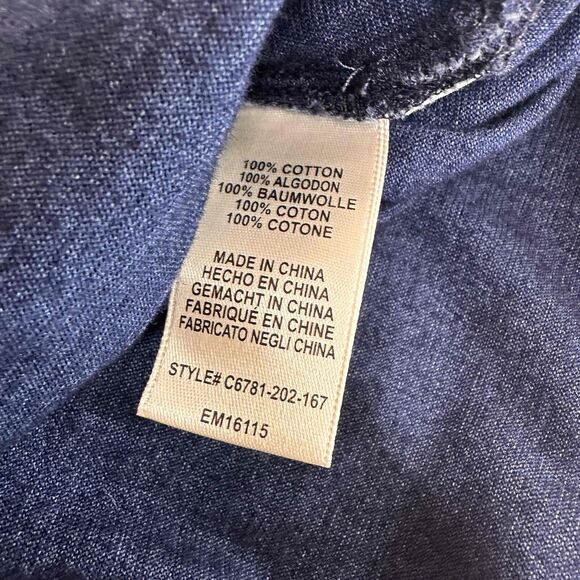 100% COTTON
100% ALGODON
100% BAUMWOLLE
100% COTON
100% COTONE
MADE IN CHINA
HECHO EN CHINA
GEMACHT IN CHINA
FABRIQUÉ EN CHINE
FABRICATO NEGLI CHINA
STYLE# C6781-202-167
EM16115